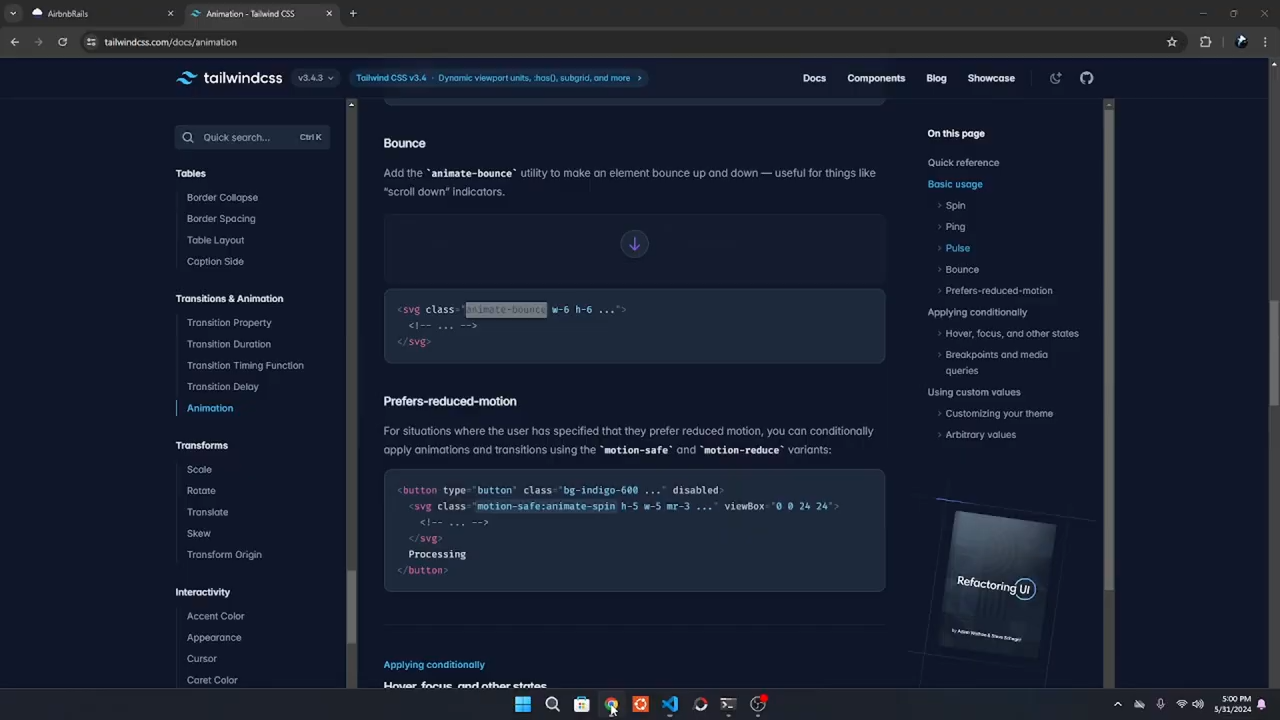 AirbnbRails
Animation - Tailwind CSS
tailwindcss.com/docs/animation
tailwindcss
v3.4.3
Tailwind CSS v3.4 · Dynamic viewport units, :has(), subgrid, and more
Docs
Components
Blog
Showcase
Quick search...
Ctrl K
Tables
Border Collapse
Border Spacing
Table Layout
Caption Side
Transitions & Animation
Transition Property
Transition Duration
Transition Timing Function
Transition Delay
Animation
Transforms
Scale
Rotate
Translate
Skew
Transform Origin
Interactivity
Accent Color
Appearance
Cursor
Caret Color
Bounce
Add the `animate-bounce` utility to make an element bounce up and down — useful for things like
“scroll down” indicators.
<svg class="animate-bounce w-6 h-6 ...">
<!-- ... -->
</svg>
Prefers-reduced-motion
For situations where the user has specified that they prefer reduced motion, you can conditionally
apply animations and transitions using the `motion-safe` and `motion-reduce` variants:
<button type="button" class="bg-indigo-600 ..." disabled>
<svg class="motion-safe:animate-spin h-5 w-5 mr-3 ..." viewBox="0 0 24 24">
<!-- ... -->
</svg>
Processing
</button>
Applying conditionally
Hover, focus, and other states
On this page
Quick reference
Basic usage
Spin
Ping
Pulse
Bounce
Prefers-reduced-motion
Applying conditionally
Hover, focus, and other states
Breakpoints and media
queries
Using custom values
Customizing your theme
Arbitrary values
Refactoring UI
by Adam Wathan & Steve Schoger
5:00 PM
5/31/2024